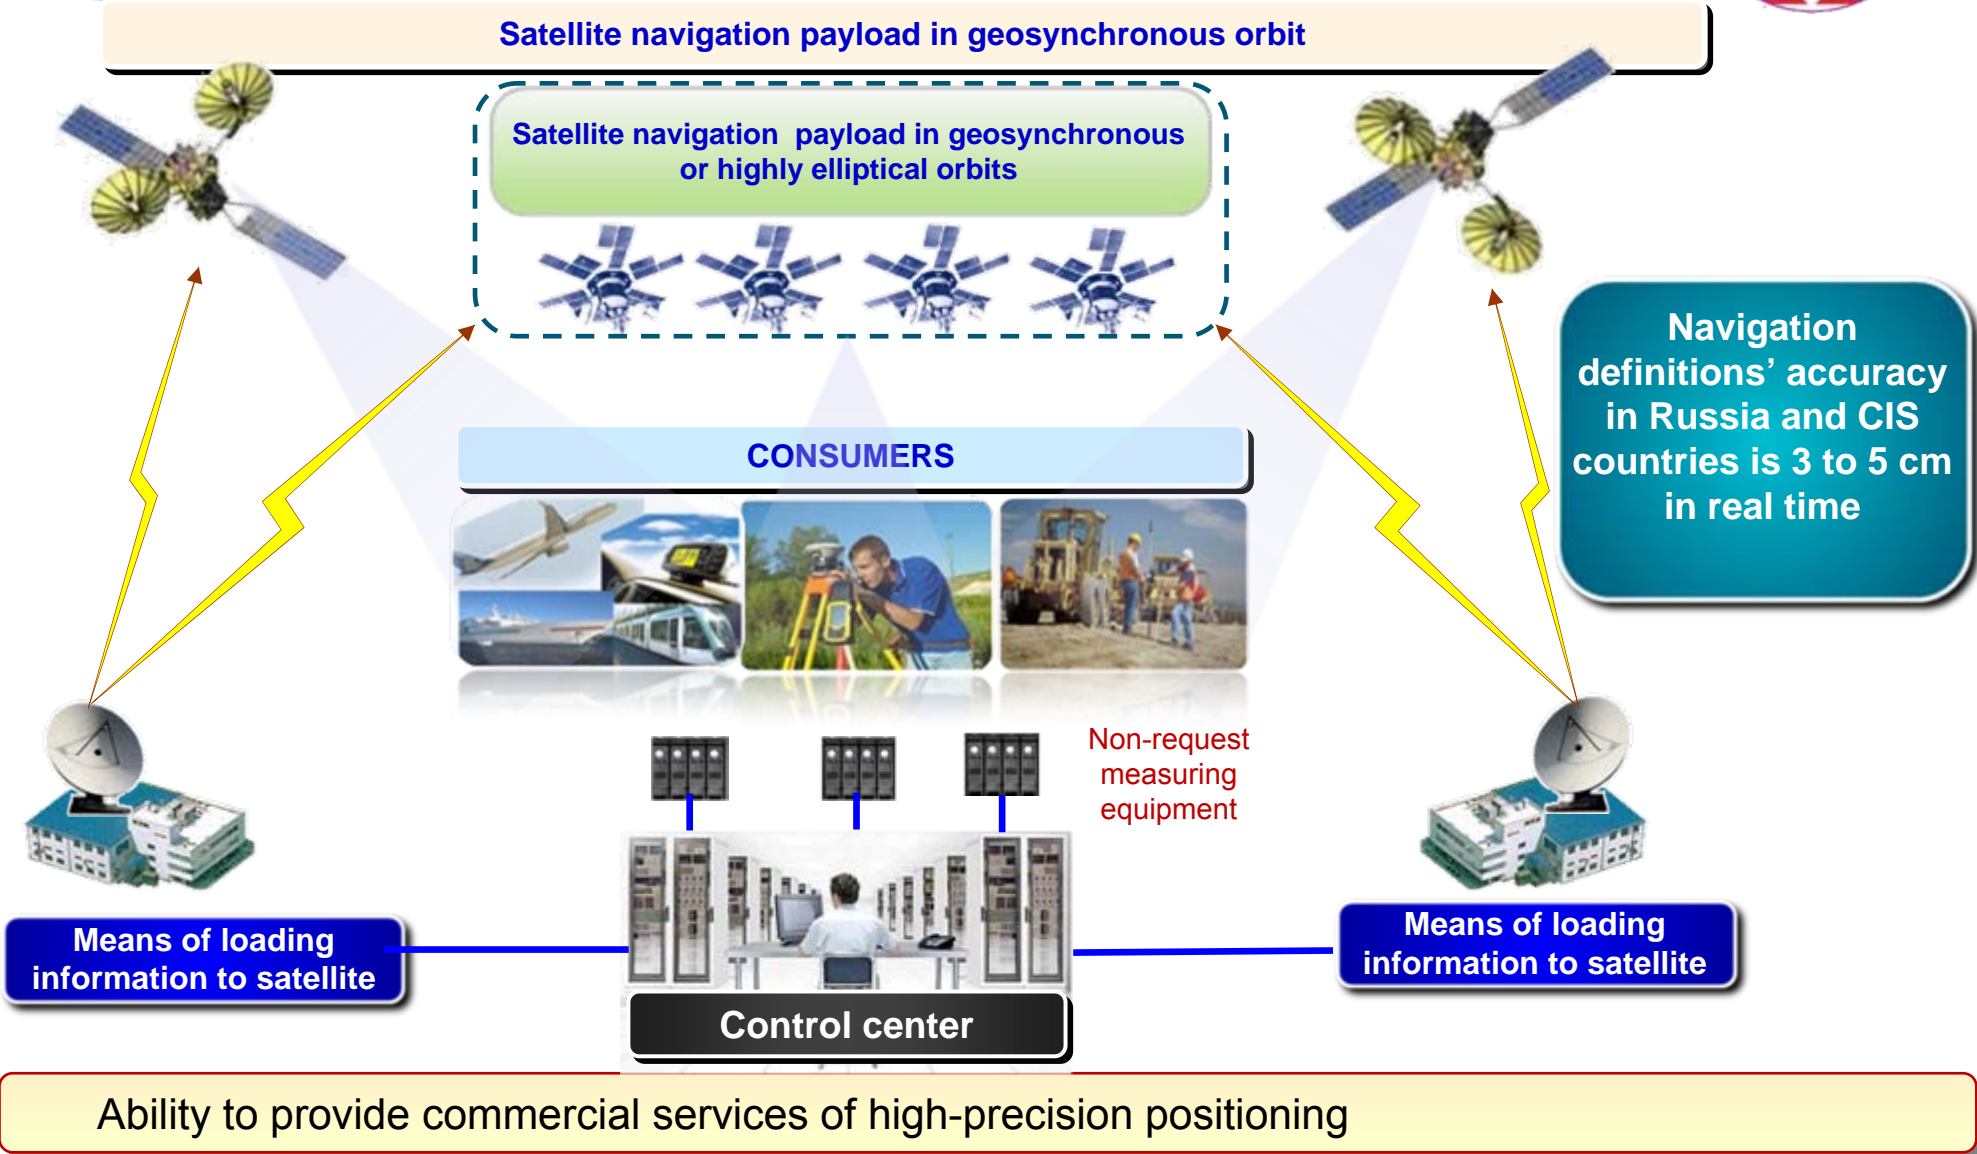 Satellite navigation payload in geosynchronous orbit
Satellite navigation payload in geosynchronous
or highly elliptical orbits
Navigation
definitions’ accuracy
in Russia and CIS
countries is 3 to 5 cm
in real time
CONSUMERS
Non-request
measuring
equipment
Means of loading
information to satellite
Means of loading
information to satellite
Control center
Ability to provide commercial services of high-precision positioning